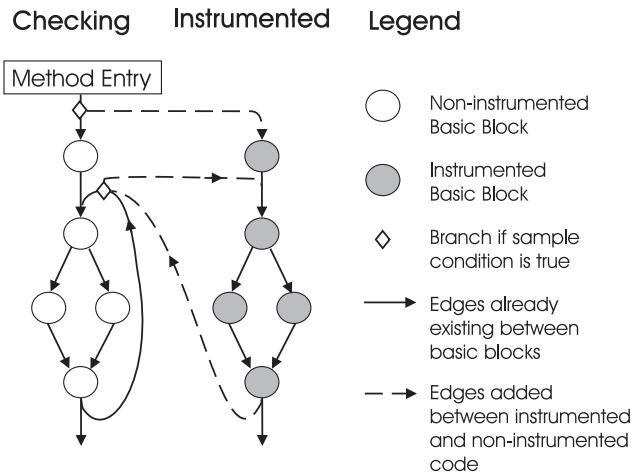 Checking
Instrumented
Legend
Method Entry
Non-instrumented
Basic Block
Instrumented
Basic Block
Branch if sample
condition is true
Edges already
existing between
basic blocks
Edges added
between instrumented
and non-instrumented
code